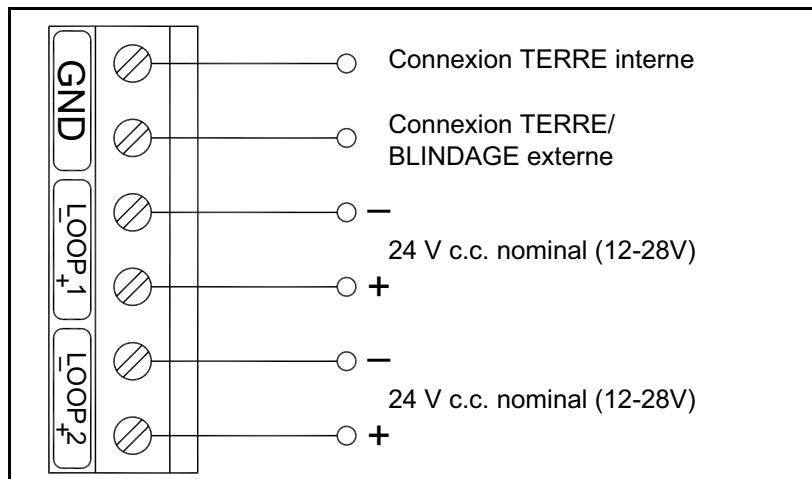 GND
Connexion TERRE interne
Connexion TERRE/
BLINDAGE externe
LOOP 1
− +
−
24 V c.c. nominal (12-28V)
+
LOOP 2
− +
−
24 V c.c. nominal (12-28V)
+